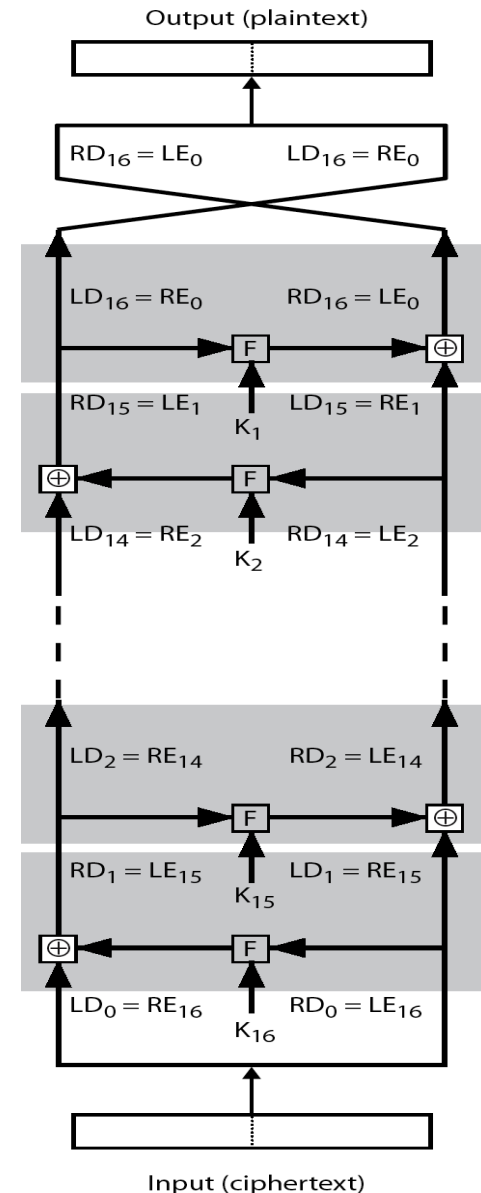 Output (plaintext)
RD₁₆ = LE₀ LD₁₆ = RE₀
LD₁₆ = RE₀ RD₁₆ = LE₀
F
RD₁₅ = LE₁ LD₁₅ = RE₁
K₁
F
LD₁₄ = RE₂ RD₁₄ = LE₂
K₂
LD₂ = RE₁₄ RD₂ = LE₁₄
F
RD₁ = LE₁₅ LD₁ = RE₁₅
K₁₅
F
LD₀ = RE₁₆ RD₀ = LE₁₆
K₁₆
Input (ciphertext)